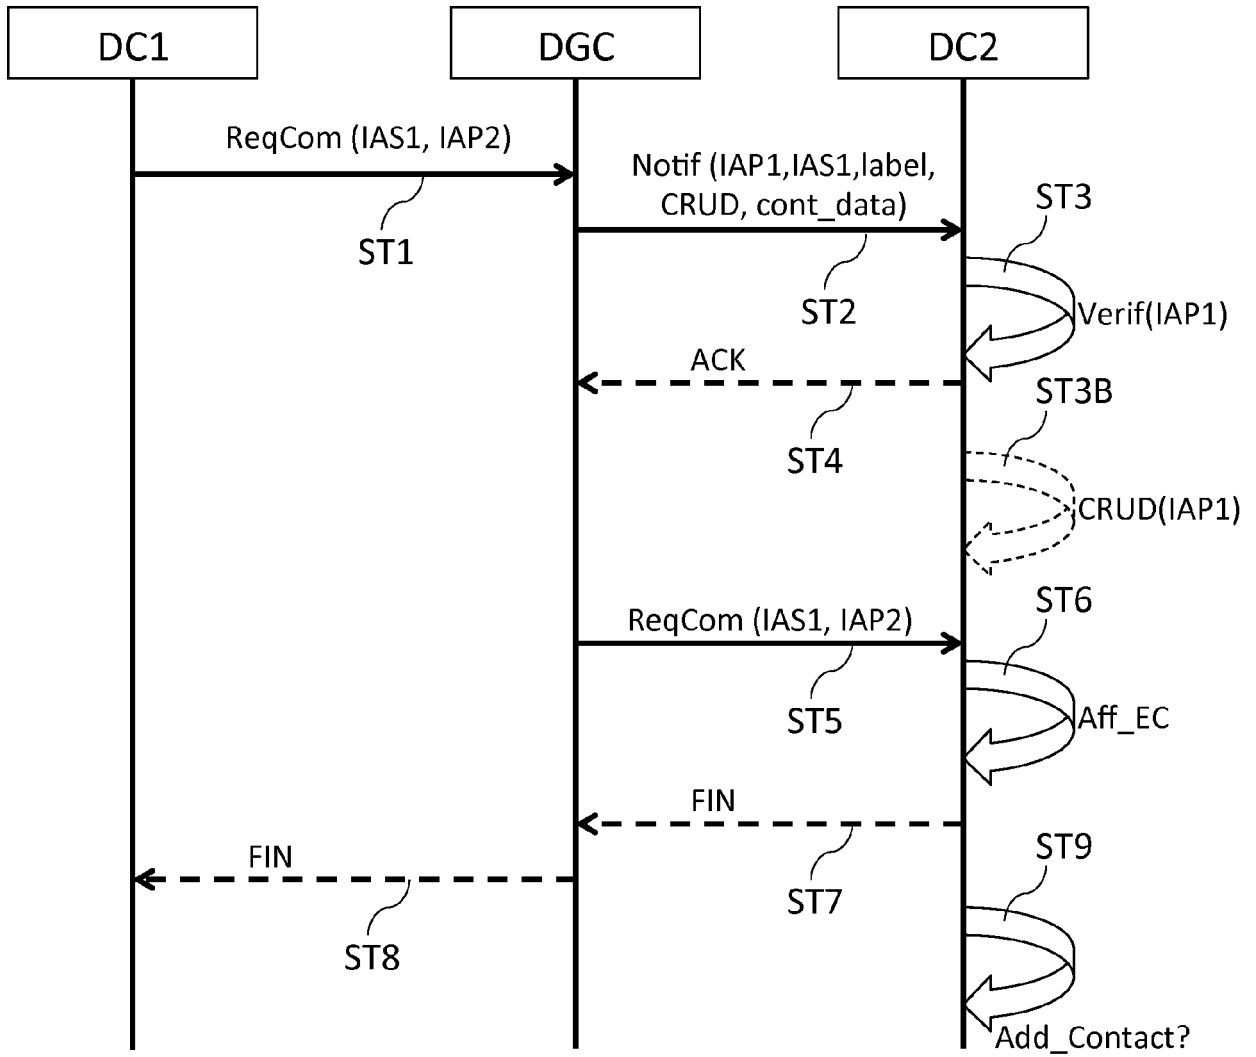 DC1
DGC
DC2
ReqCom (IAS1, IAP2)
ST1
Notif (IAP1,IAS1,label,
CRUD, cont_data)
ST2
ST3
Verif(IAP1)
ACK
ST4
ST3B
CRUD(IAP1)
ReqCom (IAS1, IAP2)
ST5
ST6
Aff_EC
FIN
ST7
FIN
ST8
ST9
Add_Contact?